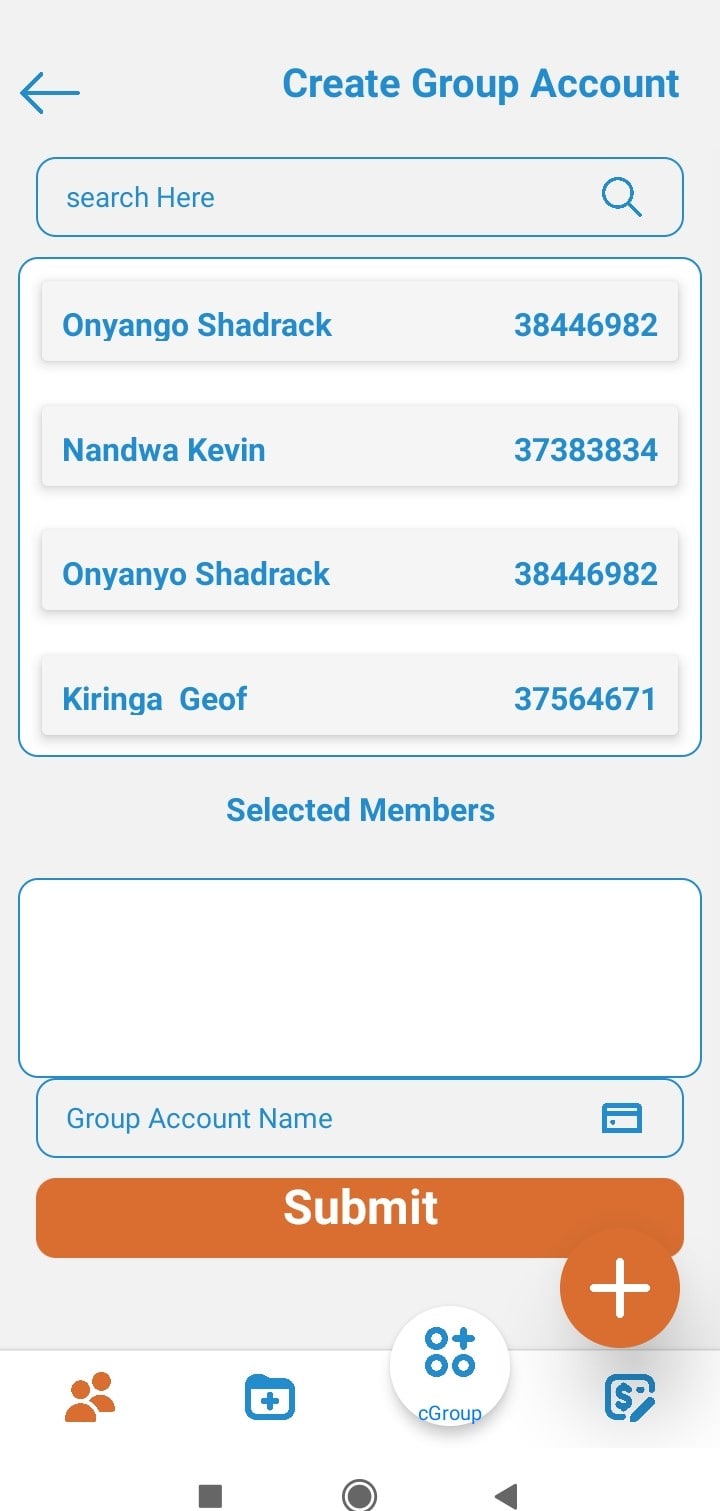 Create Group Account
search Here
Onyango Shadrack 38446982
Nandwa Kevin 37383834
Onyanyo Shadrack 38446982
Kiringa  Geof 37564671
Selected Members
Group Account Name
Submit
cGroup